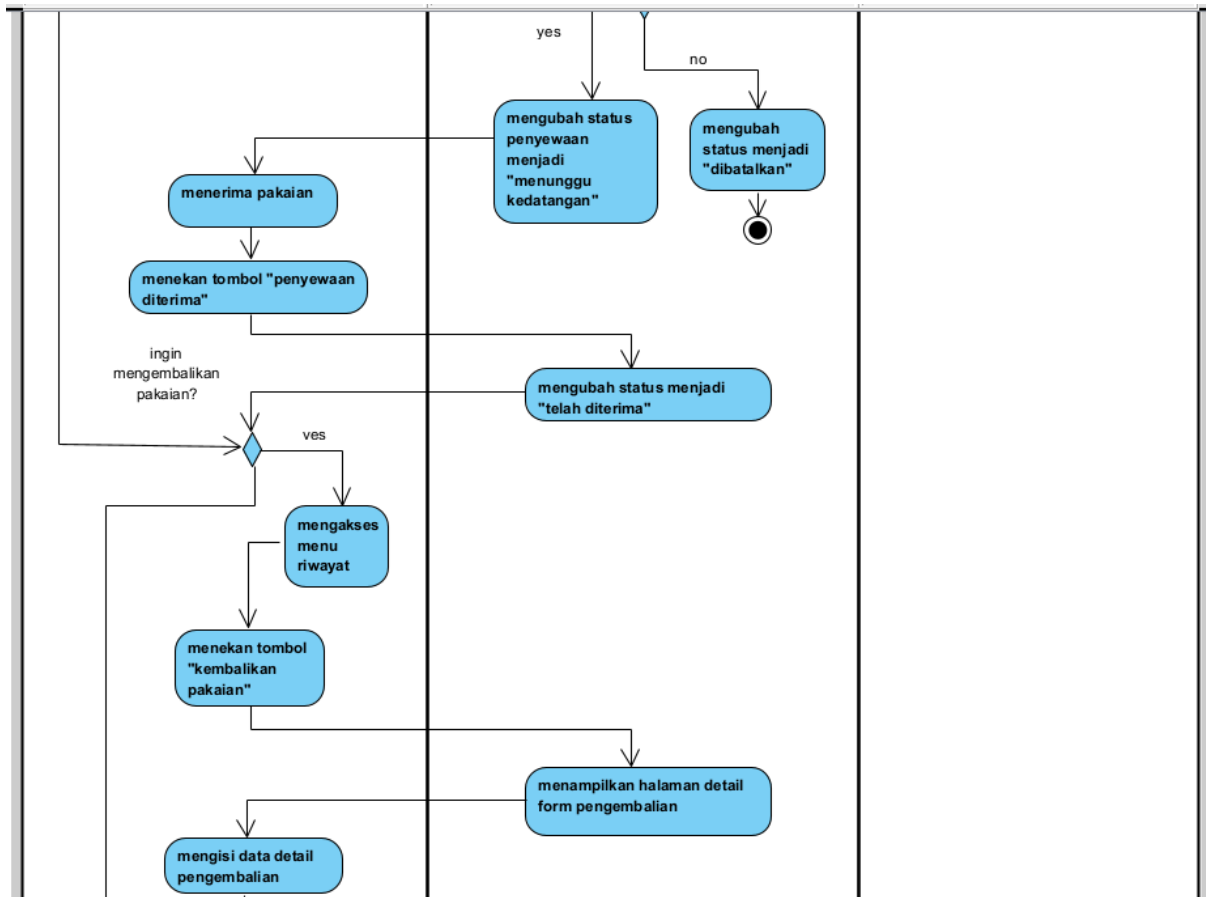 yes
no
mengubah status
penyewaan
menjadi
"menunggu
kedatangan"
mengubah
status menjadi
"dibatalkan"
menerima pakaian
menekan tombol "penyewaan
diterima"
ingin
mengembalikan
pakaian?
mengubah status menjadi
"telah diterima"
yes
mengakses
menu
riwayat
menekan tombol
"kembalikan
pakaian"
menampilkan halaman detail
form pengembalian
mengisi data detail
pengembalian